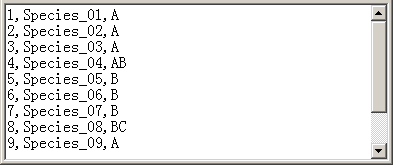 1,Species_01,A
2,Species_02,A
3,Species_03,A
4,Species_04,AB
5,Species_05,B
6,Species_06,B
7,Species_07,B
8,Species_08,BC
9,Species_09,A